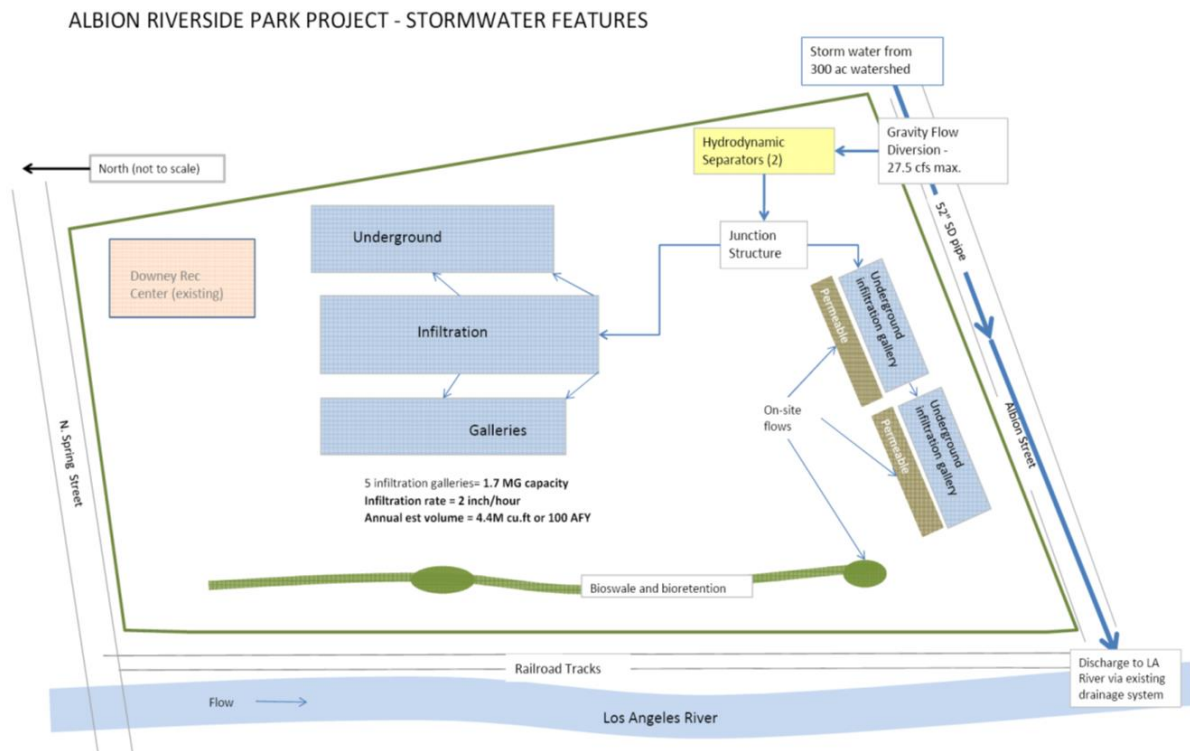 ALBION RIVERSIDE PARK PROJECT - STORMWATER FEATURES
Storm water from
300 ac watershed
Gravity Flow
Diversion -
27.5 cfs max.
Hydrodynamic
Separators (2)
North (not to scale)
52" SD pipe
Junction
Structure
Underground
Downey Rec
Center (existing)
Infiltration
Galleries
Permeable
Underground
infiltration gallery
Permeable
Underground
infiltration gallery
On-site
flows
Albion Street
N. Spring Street
5 infiltration galleries= 1.7 MG capacity
Infiltration rate = 2 inch/hour
Annual est volume = 4.4M cu.ft or 100 AFY
Bioswale and bioretention
Railroad Tracks
Discharge to LA
River via existing
drainage system
Flow
Los Angeles River